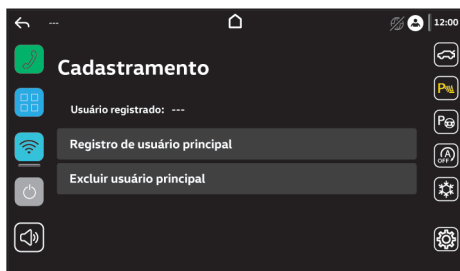 --- 12:00
Cadastramento
Usuário registrado: ---
Registro de usuário principal
Excluir usuário principal
P
P
A
OFF